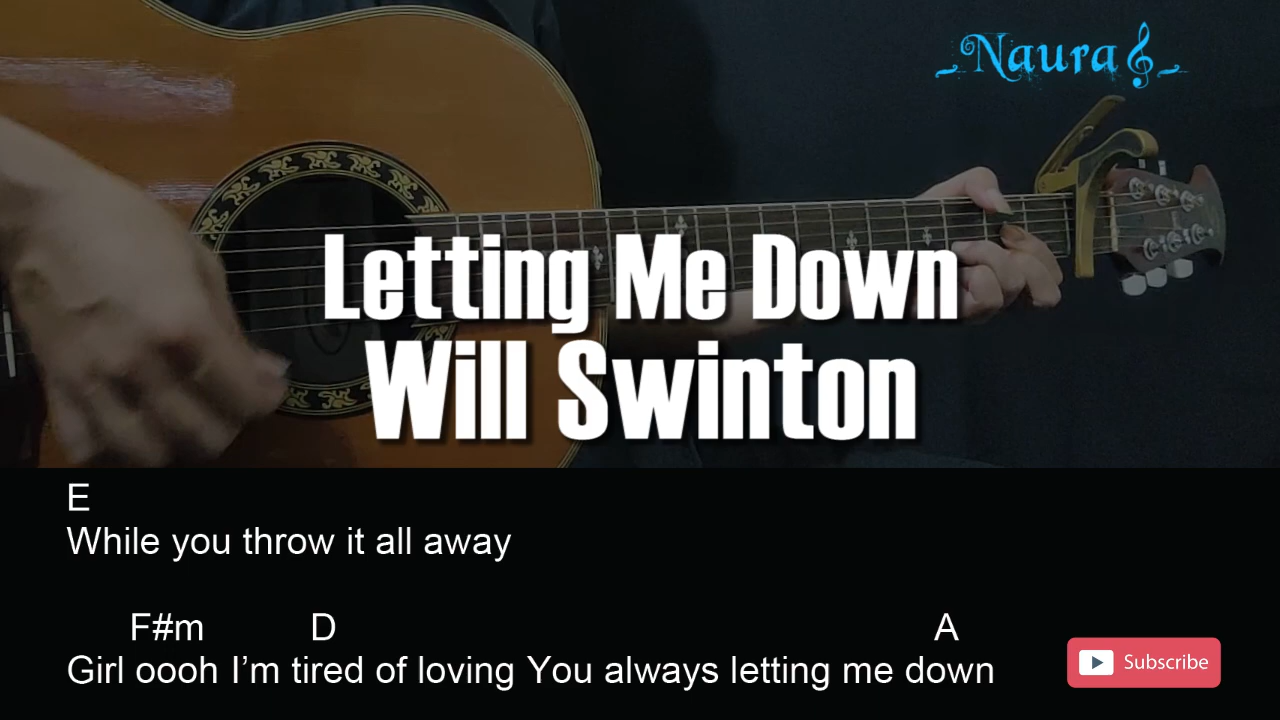 Naura
Letting Me Down
Will Swinton
E
While you throw it all away
F#m D A
Girl oooh I'm tired of loving You always letting me down
Subscribe